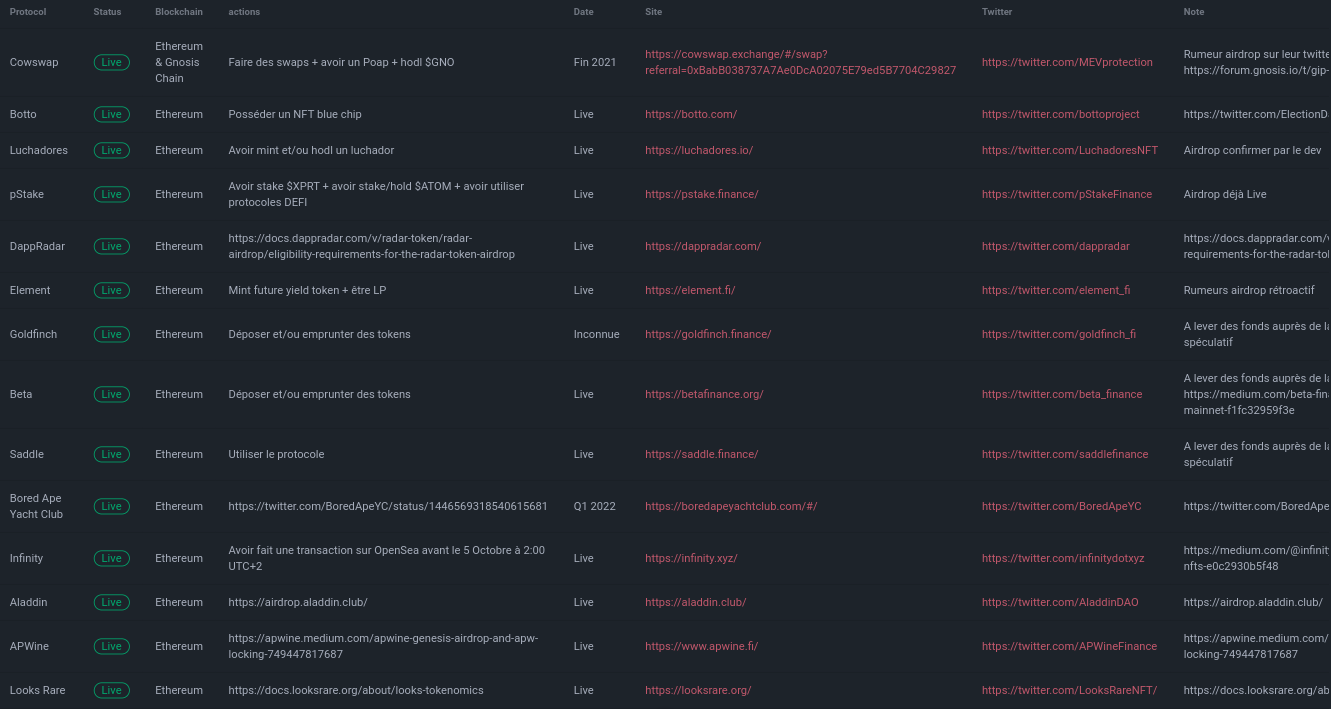 Protocol Status Blockchain actions Date Site Twitter Note
Cowswap Live Ethereum & Gnosis Chain Faire des swaps + avoir un Poap + hodl $GNO Fin 2021 https://cowswap.exchange/#/swap?referral=0xBabB038737A7Ae0DcA02075E79ed5B7704C29827 https://twitter.com/MEVprotection Rumeur airdrop sur leur twitte https://forum.gnosis.io/t/gip-
Botto Live Ethereum Posséder un NFT blue chip Live https://botto.com/ https://twitter.com/bottoproject https://twitter.com/ElectionD
Luchadores Live Ethereum Avoir mint et/ou hodl un luchador Live https://luchadores.io/ https://twitter.com/LuchadoresNFT Airdrop confirmer par le dev
pStake Live Ethereum Avoir stake $XPRT + avoir stake/hold $ATOM + avoir utiliser protocoles DEFI Live https://pstake.finance/ https://twitter.com/pStakeFinance Airdrop déjà Live
DappRadar Live Ethereum https://docs.dappradar.com/v/radar-token/radar-airdrop/eligibility-requirements-for-the-radar-token-airdrop Live https://dappradar.com/ https://twitter.com/dappradar https://docs.dappradar.com/v requirements-for-the-radar-tol
Element Live Ethereum Mint future yield token + être LP Live https://element.fi/ https://twitter.com/element_fi Rumeurs airdrop rétroactif
Goldfinch Live Ethereum Déposer et/ou emprunter des tokens Inconnue https://goldfinch.finance/ https://twitter.com/goldfinch_fi A lever des fonds auprès de la spéculatif
Beta Live Ethereum Déposer et/ou emprunter des tokens Live https://betafinance.org/ https://twitter.com/beta_finance A lever des fonds auprès de la https://medium.com/beta-fin mainnet-f1fc32959f3e
Saddle Live Ethereum Utiliser le protocole Live https://saddle.finance/ https://twitter.com/saddlefinance A lever des fonds auprès de la spéculatif
Bored Ape Yacht Club Live Ethereum https://twitter.com/BoredApeYC/status/1446569318540615681 Q1 2022 https://boredapeyachtclub.com/#/ https://twitter.com/BoredApeYC https://twitter.com/BoredApe
Infinity Live Ethereum Avoir fait une transaction sur OpenSea avant le 5 Octobre à 2:00 UTC+2 Live https://infinity.xyz/ https://twitter.com/infinitydotxyz https://medium.com/@infinit nfts-e0c2930b5f48
Aladdin Live Ethereum https://airdrop.aladdin.club/ Live https://aladdin.club/ https://twitter.com/AladdinDAO https://airdrop.aladdin.club/
APWine Live Ethereum https://apwine.medium.com/apwine-genesis-airdrop-and-apw-locking-749447817687 Live https://www.apwine.fi/ https://twitter.com/APWineFinance https://apwine.medium.com/ locking-749447817687
Looks Rare Live Ethereum https://docs.looksrare.org/about/looks-tokenomics Live https://looksrare.org/ https://twitter.com/LooksRareNFT/ https://docs.looksrare.org/ab